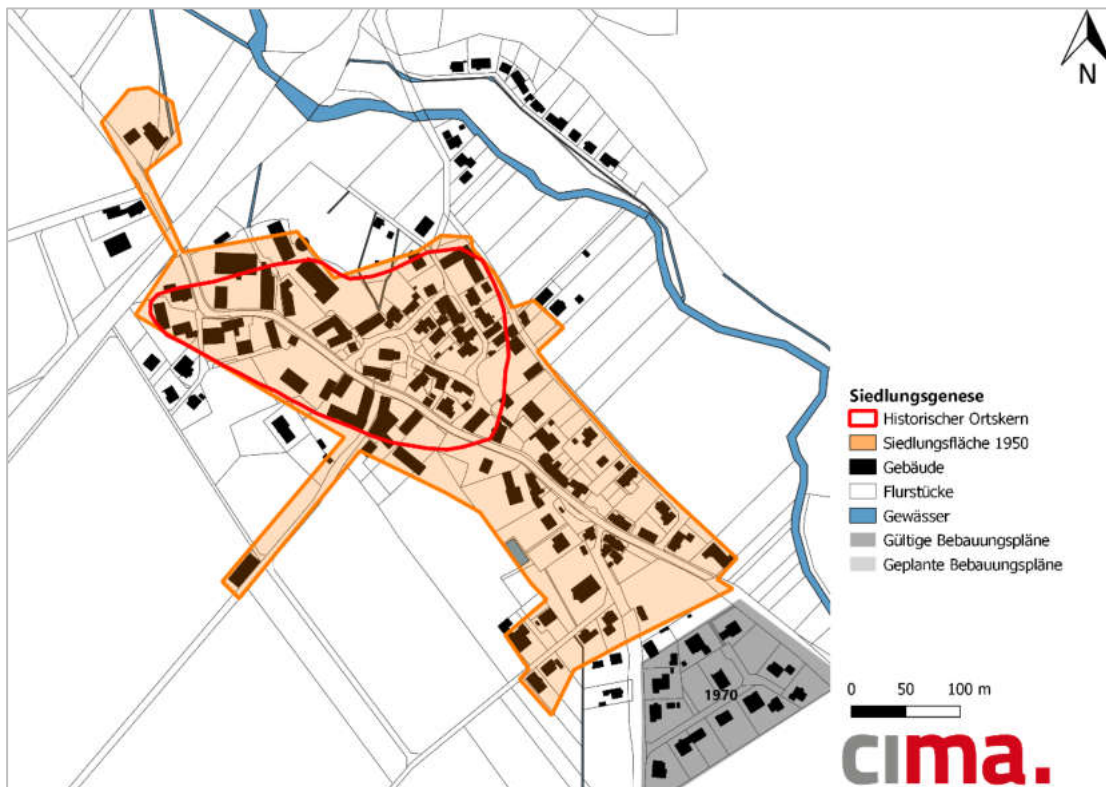 N
Siedlungsgenese
Historischer Ortskern
Siedlungsfläche 1950
Gebäude
Flurstücke
Gewässer
Gültige Bebauungspläne
Geplante Bebauungspläne
1970
0 50 100 m
cima.